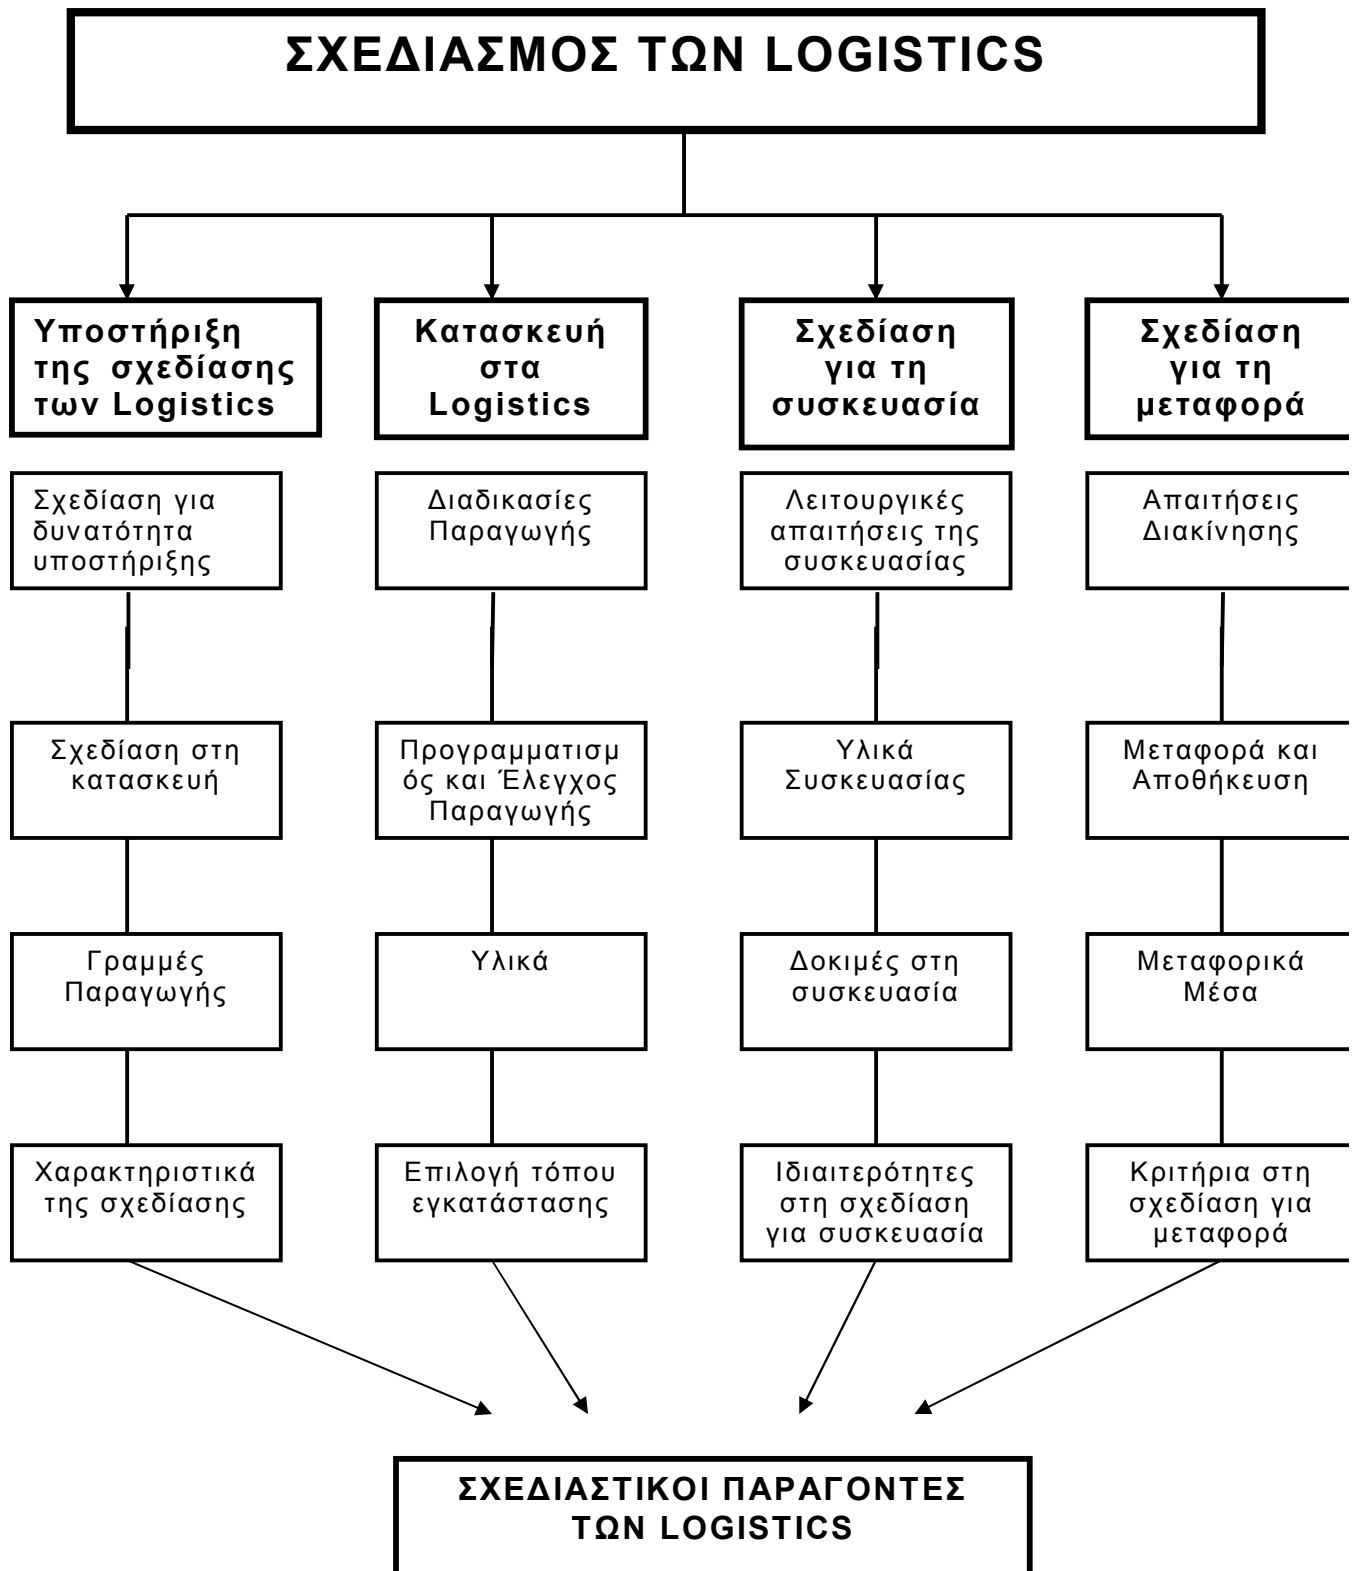 ΣΧΕΔΙΑΣΜΟΣ ΤΩΝ LOGISTICS
Υποστήριξη
της σχεδίασης
των Logistics
Κατασκευή
στα
Logistics
Σχεδίαση
για τη
συσκευασία
Σχεδίαση
για τη
μεταφορά
Σχεδίαση για
δυνατότητα
υποστήριξης
Διαδικασίες
Παραγωγής
Λειτουργικές
απαιτήσεις της
συσκευασίας
Απαιτήσεις
Διακίνησης
Σχεδίαση στη
κατασκευή
Προγραμματισμ
ός και Έλεγχος
Παραγωγής
Υλικά
Συσκευασίας
Μεταφορά και
Αποθήκευση
Γραμμές
Παραγωγής
Υλικά
Δοκιμές στη
συσκευασία
Μεταφορικά
Μέσα
Χαρακτηριστικά
της σχεδίασης
Επιλογή τόπου
εγκατάστασης
Ιδιαιτερότητες
στη σχεδίαση
για συσκευασία
Κριτήρια στη
σχεδίαση για
μεταφορά
ΣΧΕΔΙΑΣΤΙΚΟΙ ΠΑΡΑΓΟΝΤΕΣ
ΤΩΝ LOGISTICS